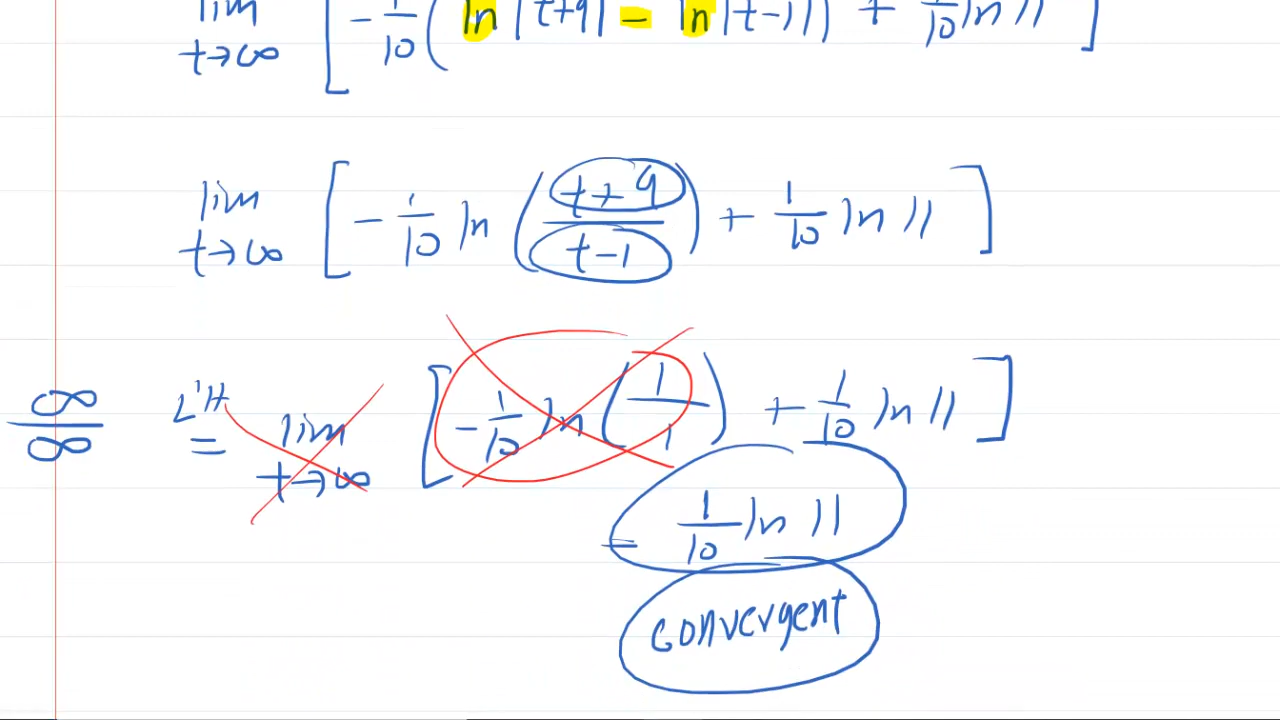 lim t→∞ [ -1/10 ( ln |t+9| - ln |t-1| ) + 1/10 ln 11 ]
lim t→∞ [ -1/10 ln ( t+9 / t-1 ) + 1/10 ln 11 ]
∞/∞ L'H = lim t→∞ [ -1/10 ln ( 1/1 ) + 1/10 ln 11 ]
= 1/10 ln 11
convergent